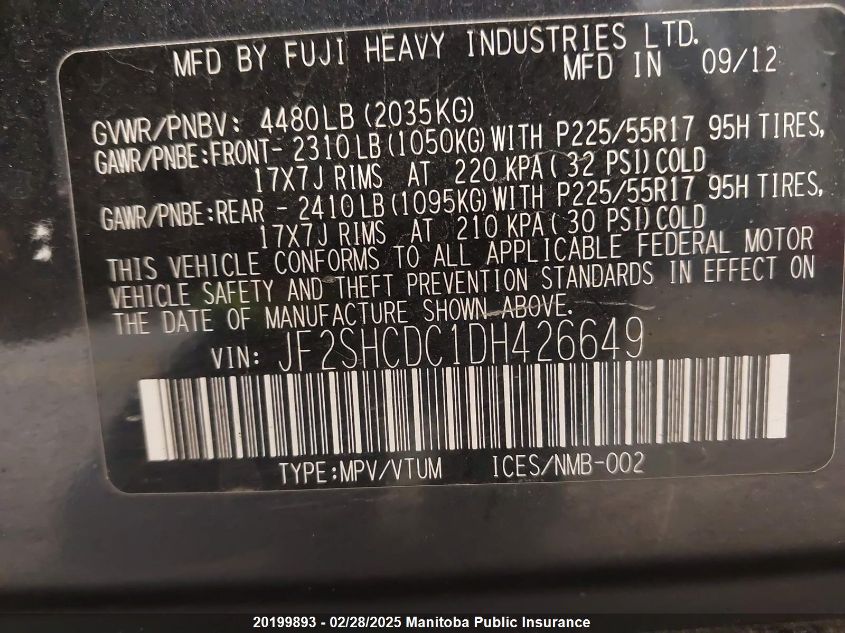 MFD BY FUJI HEAVY INDUSTRIES LTD.
MFD IN 09/12
GVWR/PNBV: 4480LB(2035KG)
GAWR/PNBE:FRONT- 2310LB(1050KG)WITH P225/55R17 95H TIRES,
17X7J RIMS AT 220 KPA(32 PSI)COLD
GAWR/PNBE:REAR - 2410LB(1095KG)WITH P225/55R17 95H TIRES,
17X7J RIMS AT 210 KPA(30 PSI)COLD
THIS VEHICLE CONFORMS TO ALL APPLICABLE FEDERAL MOTOR
VEHICLE SAFETY AND THEFT PREVENTION STANDARDS IN EFFECT ON
THE DATE OF MANUFACTURE SHOWN ABOVE.
VIN: JF2SHCDC1DH426649
TYPE:MPV/VTUM ICES/NMB-002
20199893 - 02/28/2025 Manitoba Public Insurance